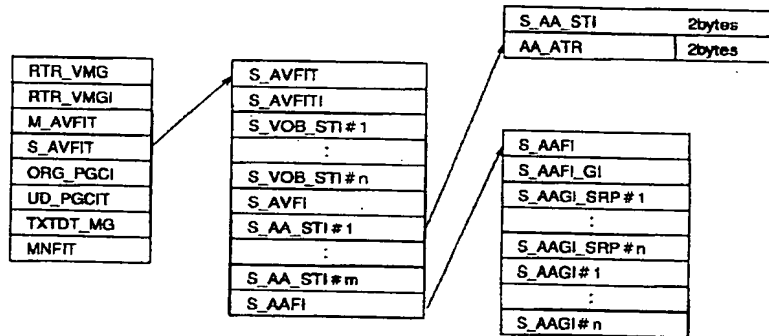 RTR_VMG
RTR_VMGI
M_AVFIT
S_AVFIT
ORG_PGCI
UD_PGCIT
TXTDT_MG
MNFIT
S_AVFIT
S_AVFITI
S_VOB_STI#1
:
S_VOB_STI#n
S_AVFI
S_AA_STI#1
:
S_AA_STI#m
S_AAFI
S_AA_STI 2bytes
AA_ATR 2bytes
S_AAFI
S_AAFI_GI
S_AAGI_SRP#1
:
S_AAGI_SRP#n
S_AAGI#1
:
S_AAGI#n